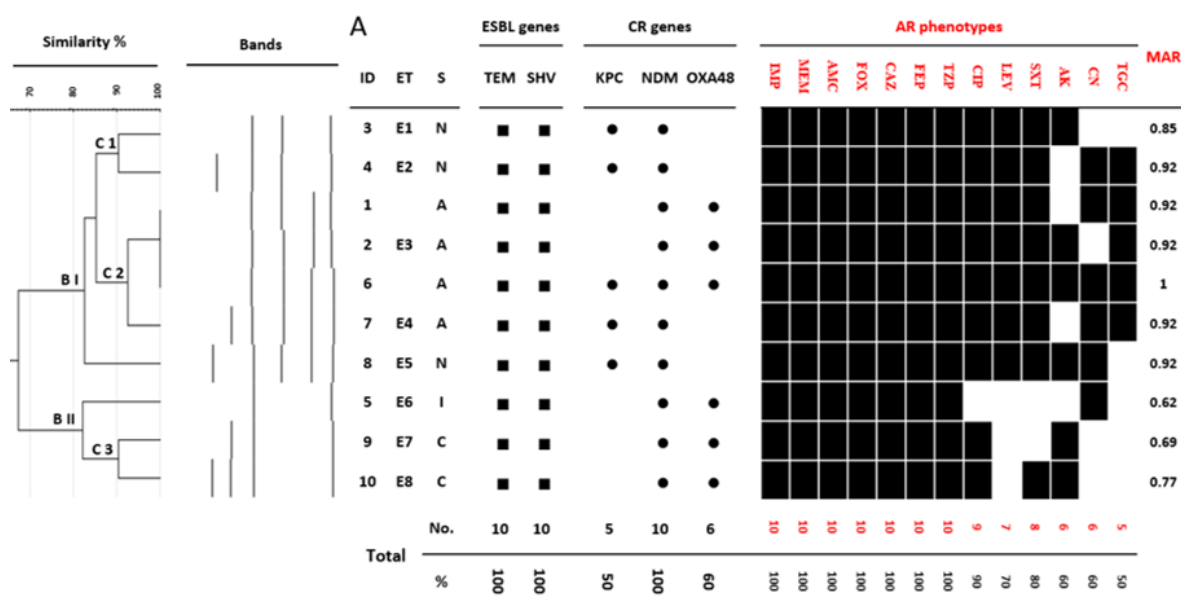 A
Similarity % Bands ESBL genes CR genes AR phenotypes
ID ET S TEM SHV KPC NDM OXA48 IMP MEM AMC FOX CAZ FEP TZP CIP LEV SXT AK CN TGC MAR
70 80 90 100
3 E1 N 0.85
C 1
4 E2 N 0.92
1 A 0.92
2 E3 A 0.92
B I C 2
6 A 1
7 E4 A 0.92
8 E5 N 0.92
5 E6 I 0.62
B II
9 E7 C 0.69
C 3
10 E8 C 0.77
No. 10 10 5 10 6 10 10 10 10 10 10 10 9 7 8 6 6 5
Total
% 100 100 50 100 60 100 100 100 100 100 100 100 90 70 80 60 60 50